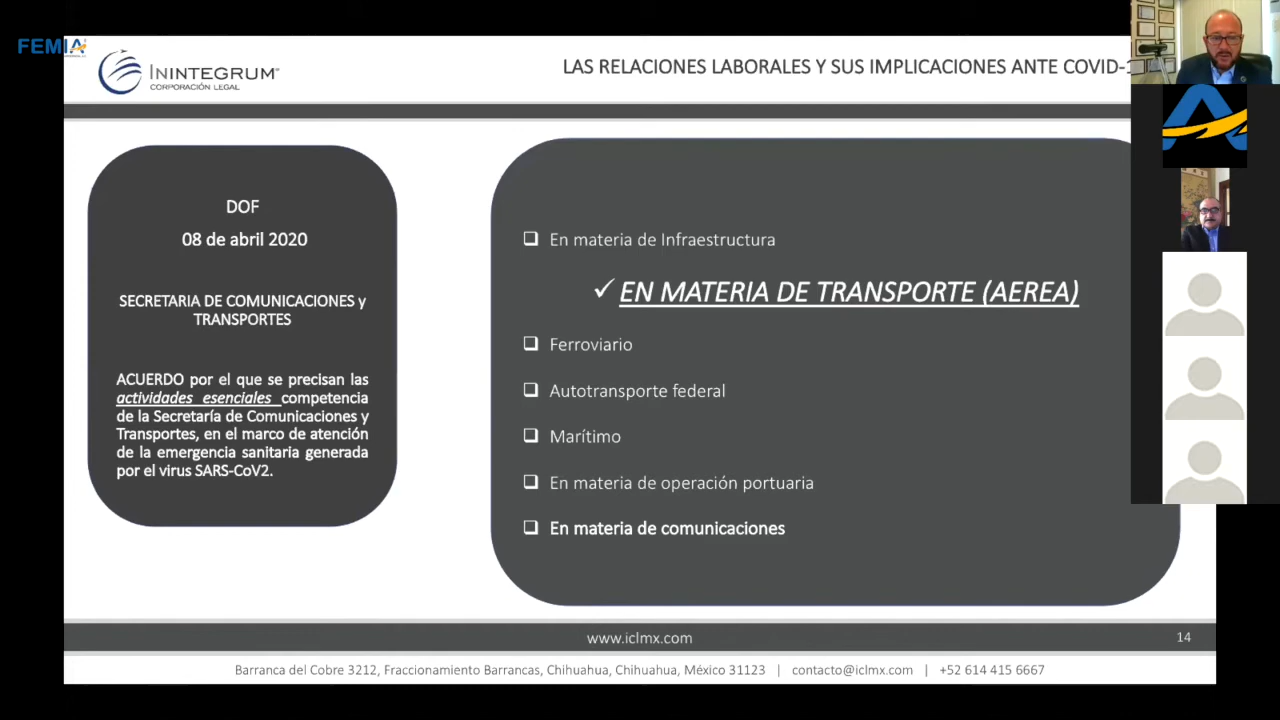 FEMIA
ININTEGRUM
CORPORACIÓN LEGAL
LAS RELACIONES LABORALES Y SUS IMPLICACIONES ANTE COVID-1
DOF
08 de abril 2020
SECRETARIA DE COMUNICACIONES y
TRANSPORTES
ACUERDO por el que se precisan las
actividades esenciales competencia
de la Secretaría de Comunicaciones y
Transportes, en el marco de atención
de la emergencia sanitaria generada
por el virus SARS-CoV2.
❑ En materia de Infraestructura
✓ EN MATERIA DE TRANSPORTE (AEREA)
❑ Ferroviario
❑ Autotransporte federal
❑ Marítimo
❑ En materia de operación portuaria
❑ En materia de comunicaciones
www.iclmx.com
14
Barranca del Cobre 3212, Fraccionamiento Barrancas, Chihuahua, Chihuahua, México 31123 | contacto@iclmx.com | +52 614 415 6667